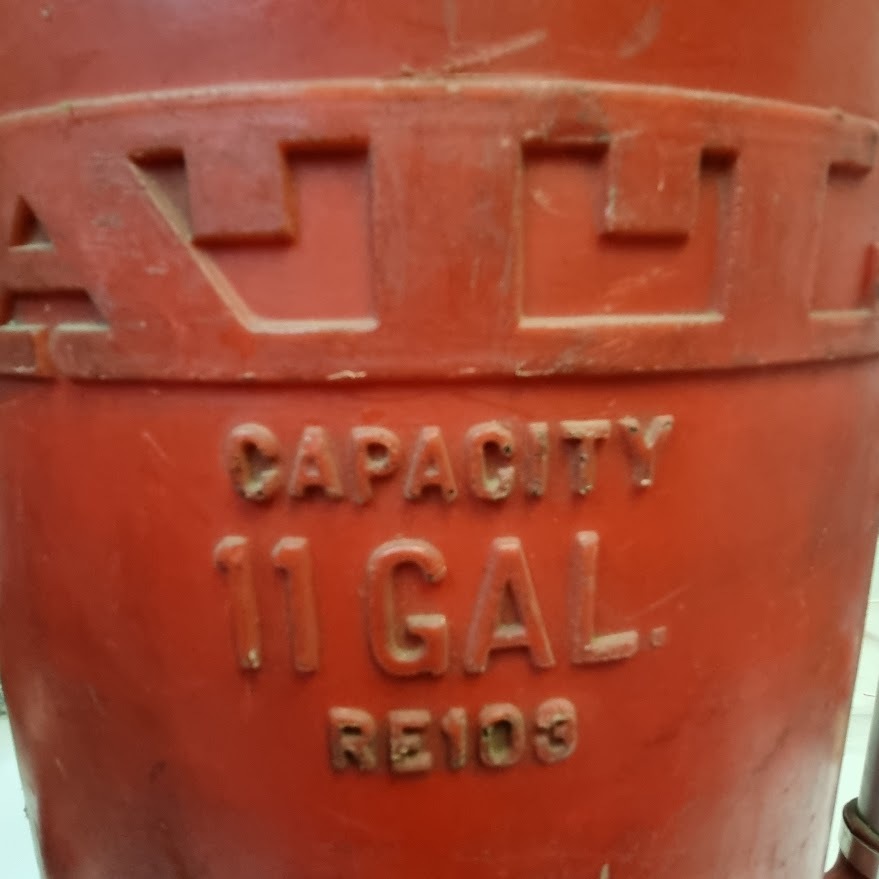 CAPACITY
11 GAL.
RE103